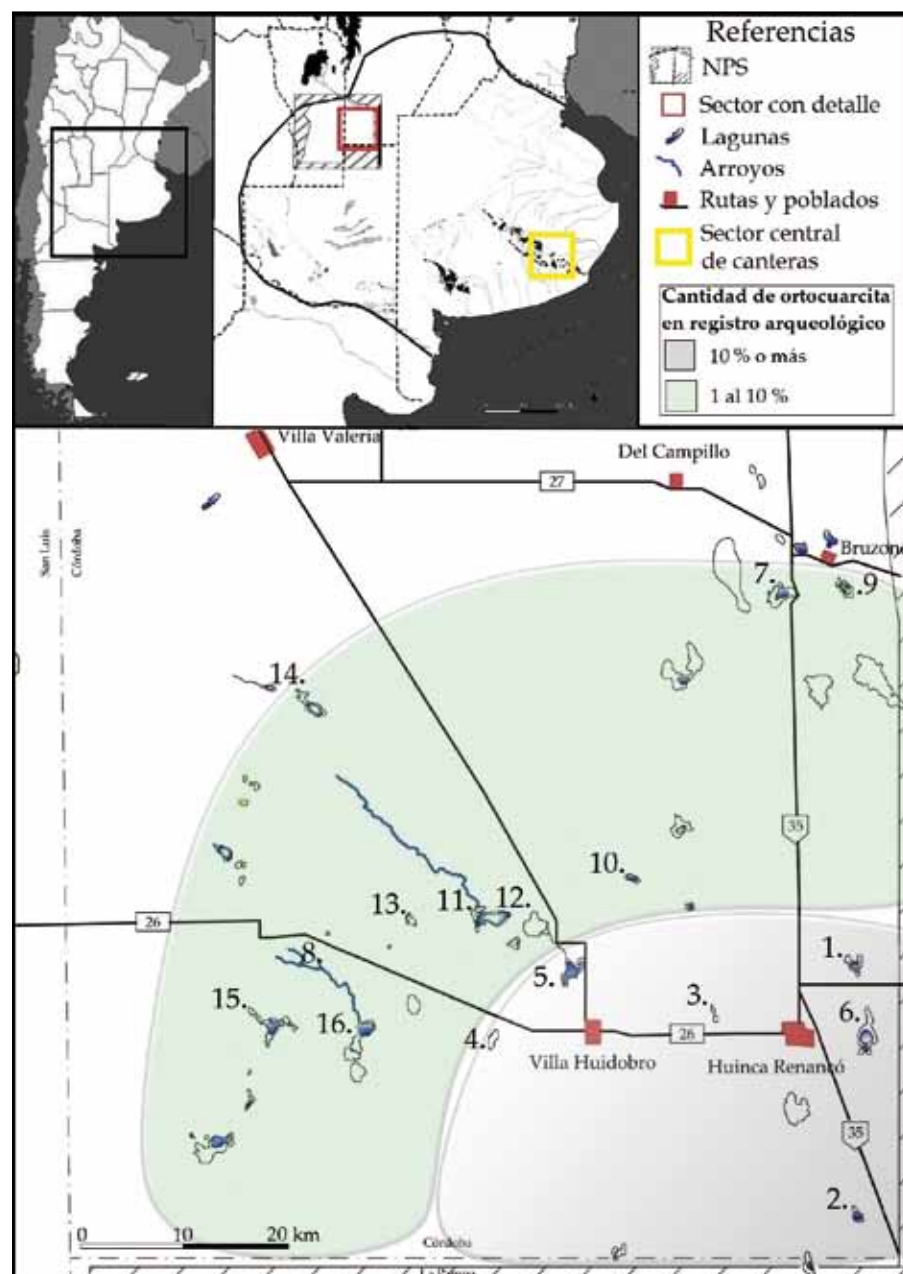 Referencias
NPS
Sector con detalle
Lagunas
Arroyos
Rutas y poblados
Sector central
de canteras
Cantidad de ortocuarcita
en registro arqueológico
10 % o más
1 al 10 %
Villa Valeria
Del Campillo
27
San Luis
Córdoba
Bruzone
7.
.9
14.
35
10.
13.
11.
12.
26
8.
5.
1.
15.
16.
3.
6.
4.
26
Villa Huidobro
Huinca Renancó
35
2.
0 10 20 km
Córdoba